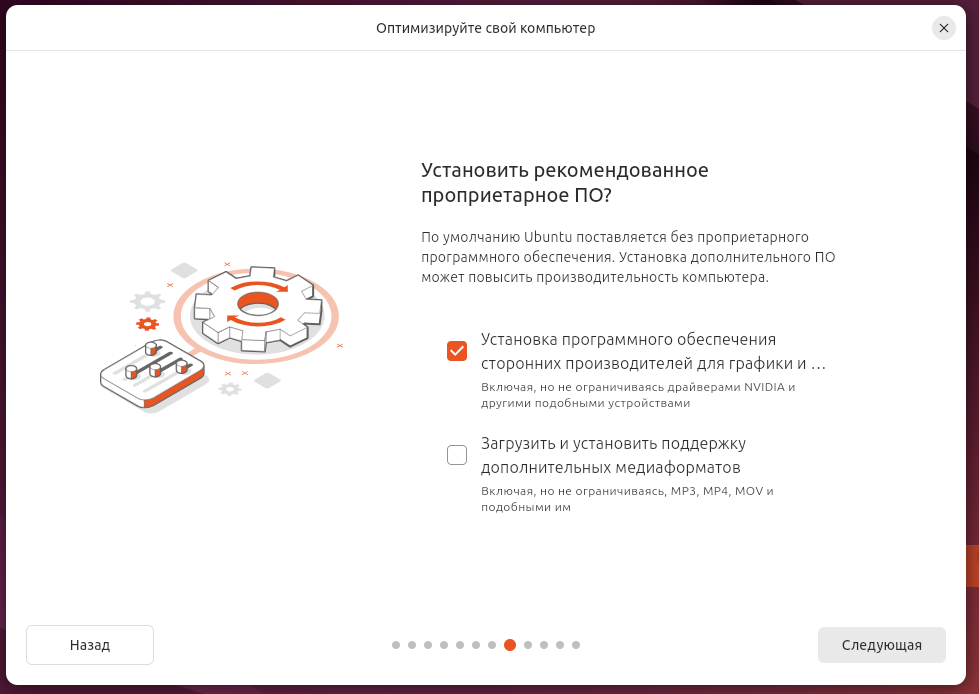 Оптимизируйте свой компьютер
Установить рекомендованное
проприетарное ПО?
По умолчанию Ubuntu поставляется без проприетарного
программного обеспечения. Установка дополнительного ПО
может повысить производительность компьютера.
Установка программного обеспечения
сторонних производителей для графики и …
Включая, но не ограничиваясь драйверами NVIDIA и
другими подобными устройствами
Загрузить и установить поддержку
дополнительных медиаформатов
Включая, но не ограничиваясь, MP3, MP4, MOV и
подобными им
Назад
Следующая